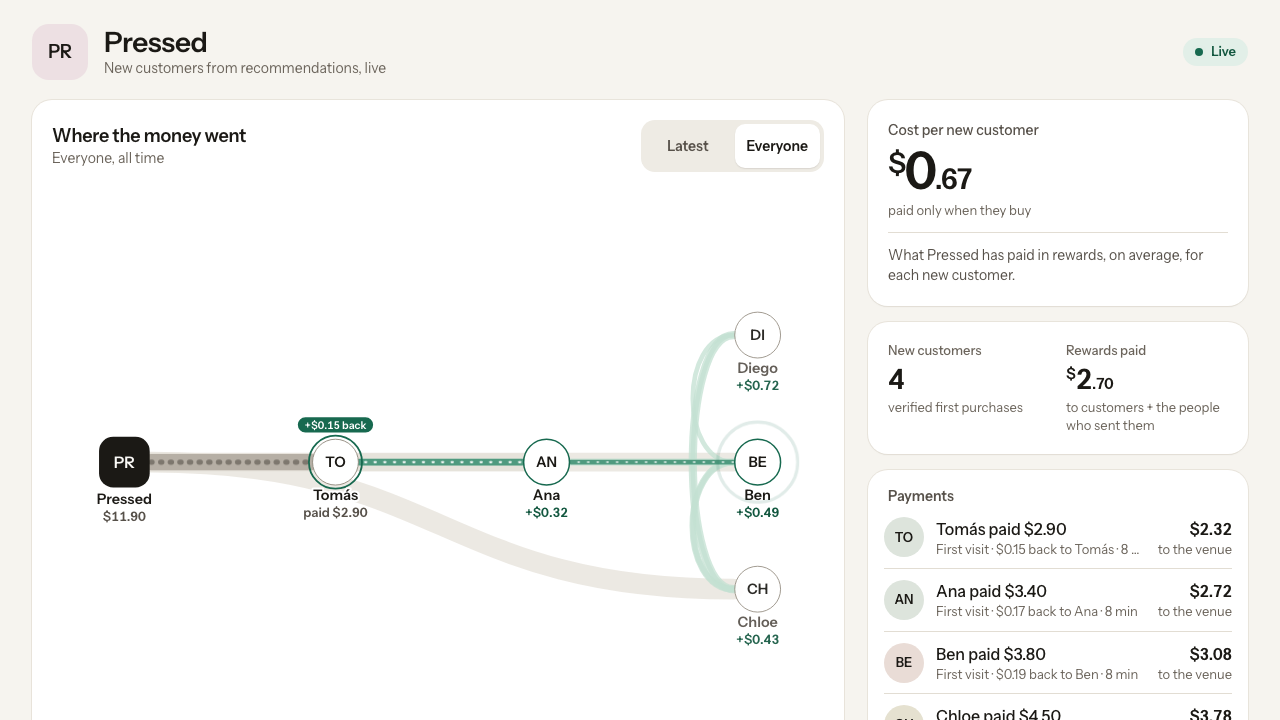 PR
Pressed
New customers from recommendations, live
Live
Where the money went
Everyone, all time
Latest
Everyone
DI
Diego
+$0.72
+$0.15 back
PR
Pressed
$11.90
TO
Tomás
paid $2.90
AN
Ana
+$0.32
BE
Ben
+$0.49
CH
Chloe
+$0.43
Cost per new customer
$0.67
paid only when they buy
What Pressed has paid in rewards, on average, for
each new customer.
New customers
4
verified first purchases
Rewards paid
$2.70
to customers + the people
who sent them
Payments
TO
Tomás paid $2.90
$2.32
First visit · $0.15 back to Tomás · 8 ...
to the venue
AN
Ana paid $3.40
$2.72
First visit · $0.17 back to Ana · 8 min
to the venue
BE
Ben paid $3.80
$3.08
First visit · $0.19 back to Ben · 8 min
to the venue
Chloe paid $4.50
$3.78